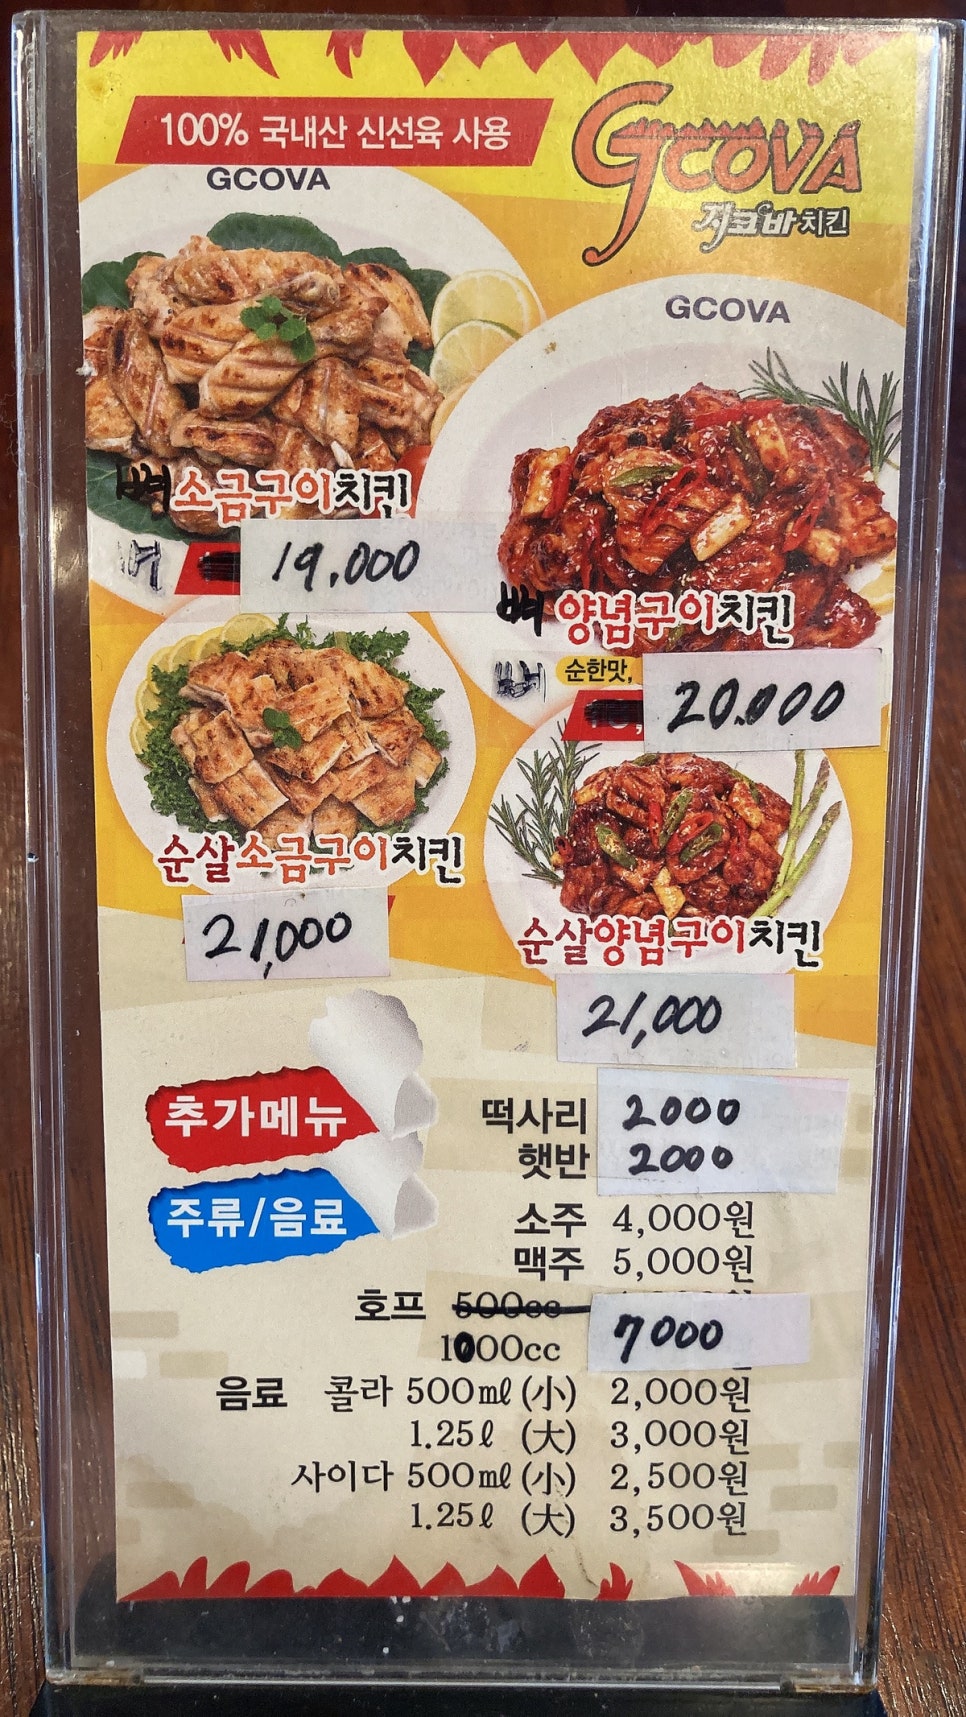 100% 국내산 신선육 사용
GCOVA
지코바 치킨
GCOVA
GCOVA
뼈 소금구이치킨
뼈 19,000
뼈 양념구이치킨
뼈 순한맛,
20.000
순살소금구이치킨
21,000
순살양념구이치킨
21,000
추가메뉴
떡사리 2000
햇반 2000
주류/음료
소주 4,000원
맥주 5,000원
호프 500cc
1000cc 7000
음료 콜라 500㎖ (小) 2,000원
1.25ℓ (大) 3,000원
사이다 500㎖ (小) 2,500원
1.25ℓ (大) 3,500원